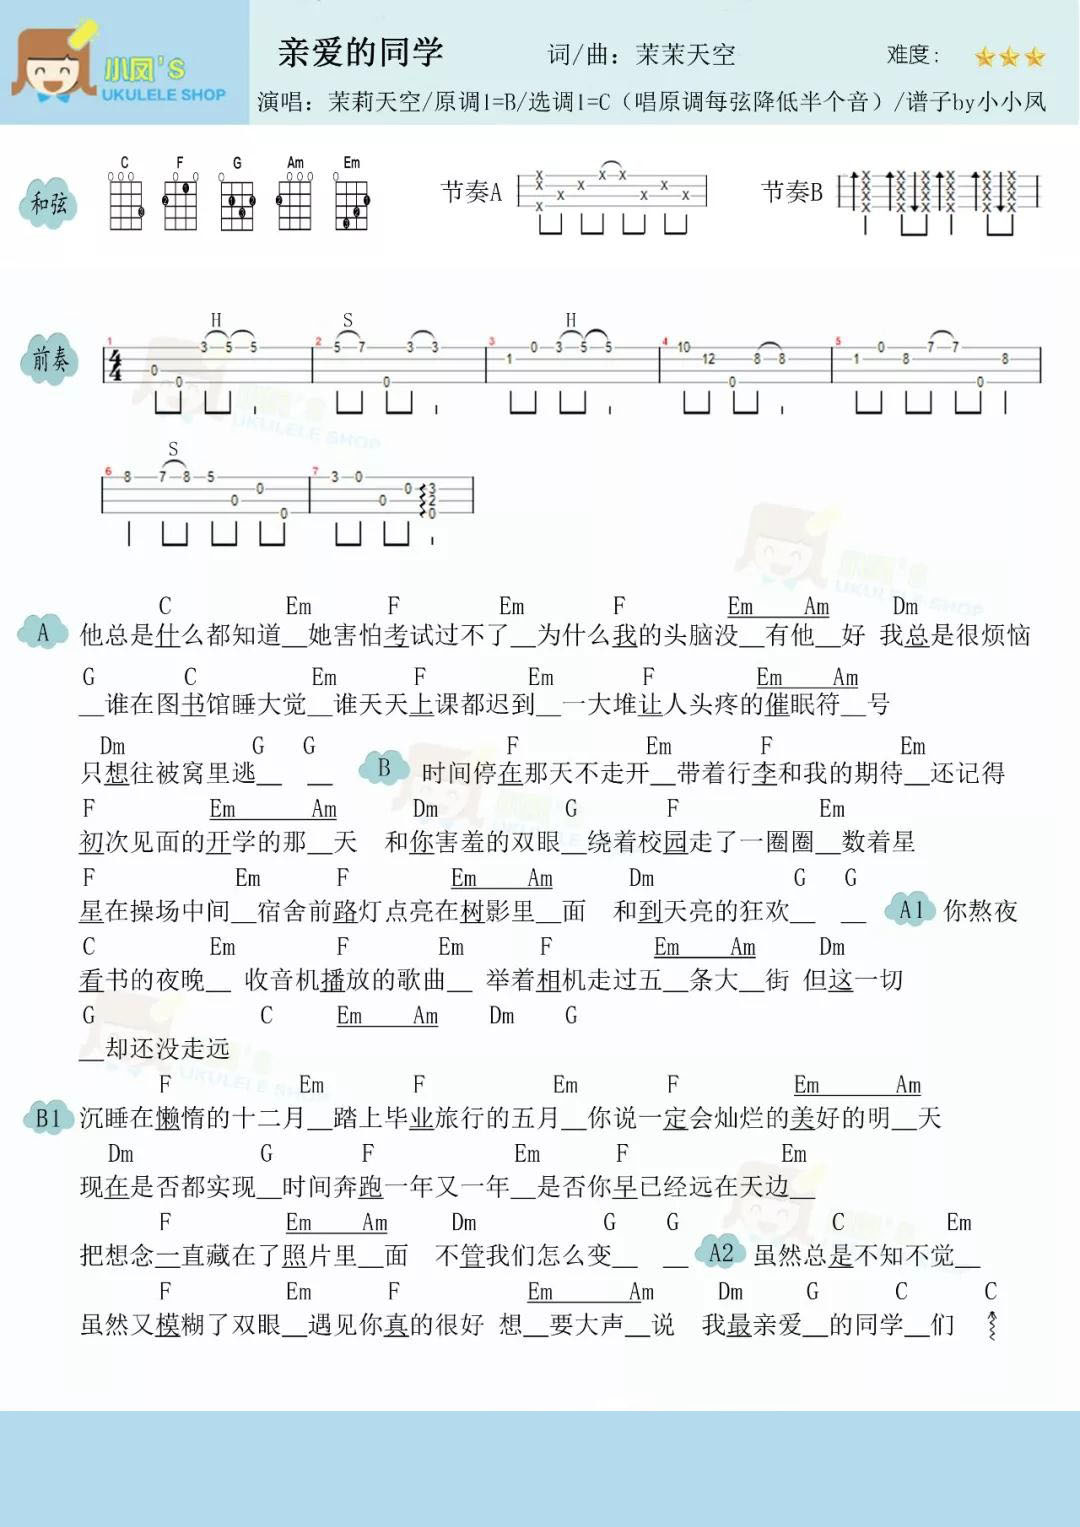 小凤'S
UKULELE SHOP
亲爱的同学 词/曲：茉茉天空 难度：
演唱：茉莉天空/原调1=B/选调1=C（唱原调每弦降低半个音）/谱子by小小凤
和弦 C F G Am Em 节奏A 节奏B
H S H
前奏 1 3 5 5 2 5 7 3 3 3 0 3 5 5 4 10 5 0 7 7
1 12 8 8 1 8 8
4 4 0 0 0 0 0
S
6 8 7 8 5 7 3 0
0 0 3
0 0 2
0 0
C Em F Em F Em Am Dm
A 他总是什么都知道__她害怕考试过不了__为什么我的头脑没__有他__好 我总是很烦恼
G C Em F Em F Em Am
__谁在图书馆睡大觉__谁天天上课都迟到__一大堆让人头疼的催眠符__号
Dm G G F Em F Em
只想往被窝里逃__ __ B 时间停在那天不走开__带着行李和我的期待__还记得
F Em Am Dm G F Em
初次见面的开学的那__天 和你害羞的双眼__绕着校园走了一圈圈__数着星
F Em F Em Am Dm G G
星在操场中间__宿舍前路灯点亮在树影里__面 和到天亮的狂欢__ __ A1 你熬夜
C Em F Em F Em Am Dm
看书的夜晚__ 收音机播放的歌曲__ 举着相机走过五__条大__街 但这一切
G C Em Am Dm G
__却还没走远
F Em F Em F Em Am
B1 沉睡在懒惰的十二月__踏上毕业旅行的五月__你说一定会灿烂的美好的明__天
Dm G F Em F Em
现在是否都实现__时间奔跑一年又一年__是否你早已经远在天边__
F Em Am Dm G G C Em
把想念一直藏在了照片里__面 不管我们怎么变__ __ A2 虽然总是不知不觉__
F Em F Em Am Dm G C C
虽然又模糊了双眼__遇见你真的很好 想__要大声__说 我最亲爱__的同学__们